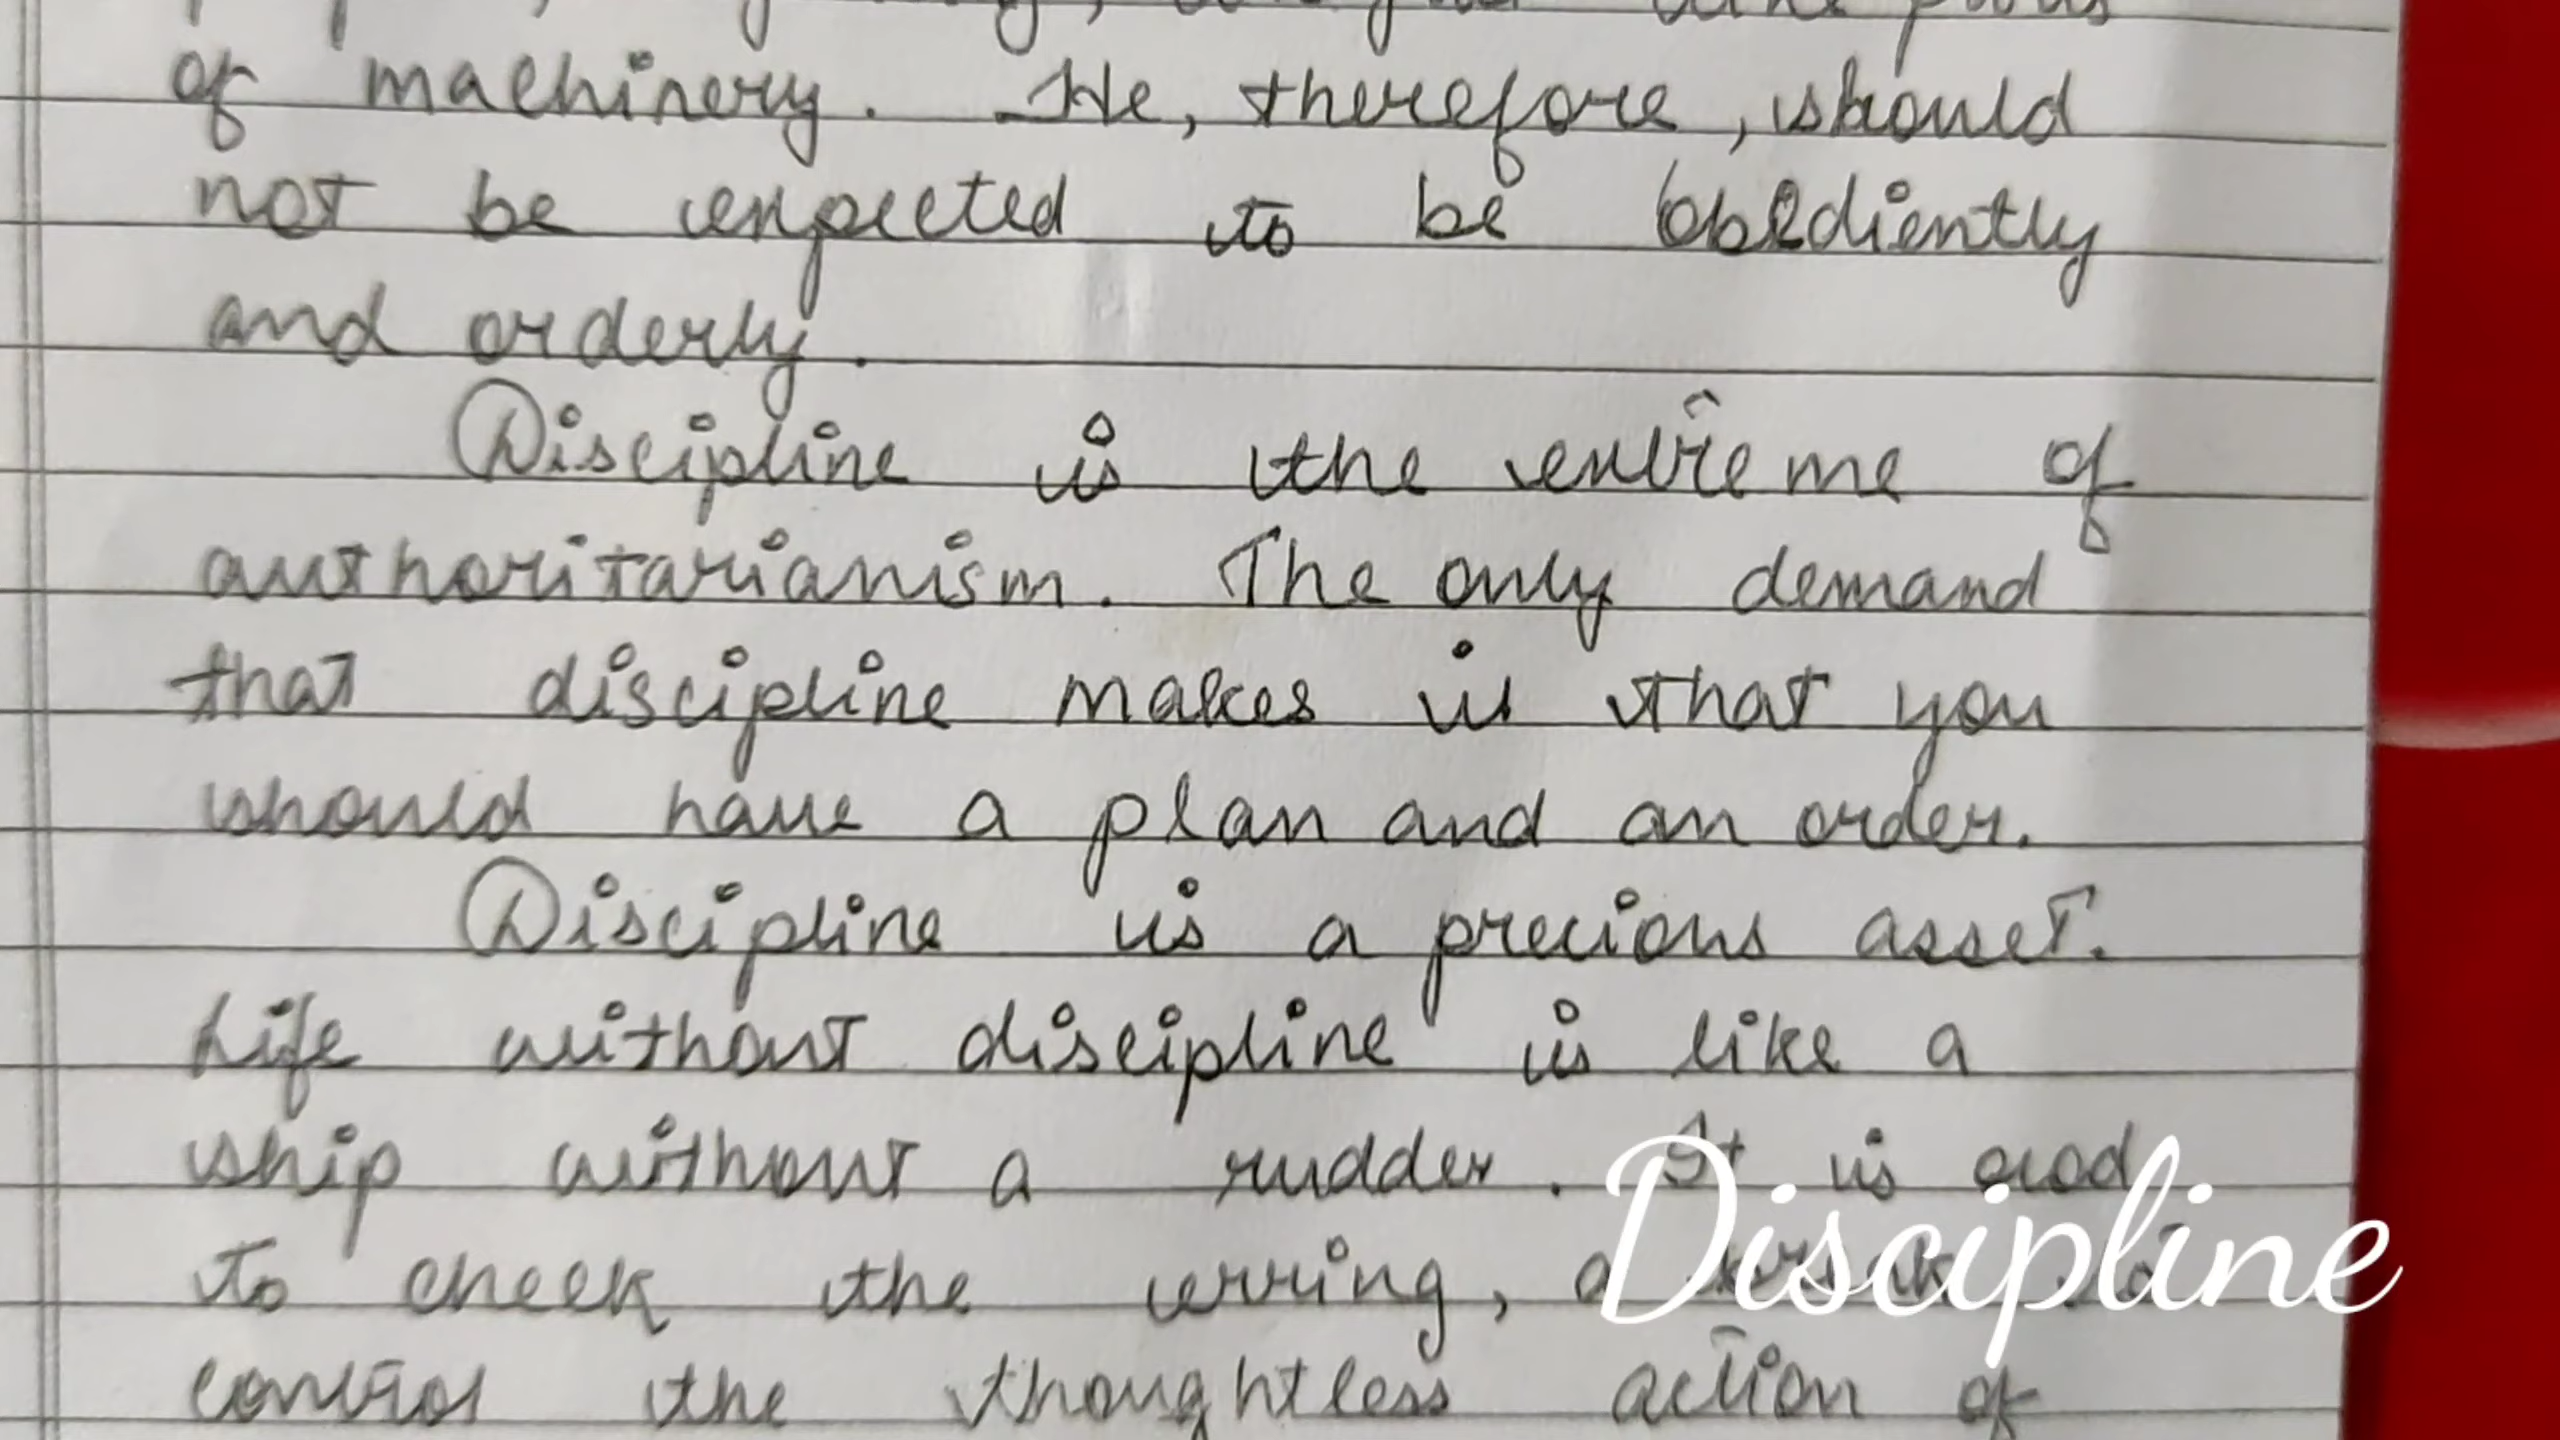 of machinery. He, therefore, should
not be expected to be obediently
and orderly.
Discipline is the extreme of
authoritarianism. The only demand
that discipline makes is that you
should have a plan and an order.
Discipline is a precious asset.
Life without discipline is like a
ship without a rudder. It is
to check the erring, a
control the thoughtless action of
Discipline